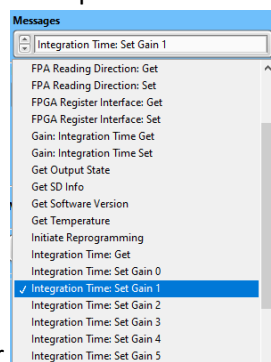 Messages
Integration Time: Set Gain 1
FPA Reading Direction: Get
FPA Reading Direction: Set
FPGA Register Interface: Get
FPGA Register Interface: Set
Gain: Integration Time Get
Gain: Integration Time Set
Get Output State
Get SD Info
Get Software Version
Get Temperature
Initiate Reprogramming
Integration Time: Get
Integration Time: Set Gain 0
✓ Integration Time: Set Gain 1
Integration Time: Set Gain 2
Integration Time: Set Gain 3
Integration Time: Set Gain 4
Integration Time: Set Gain 5